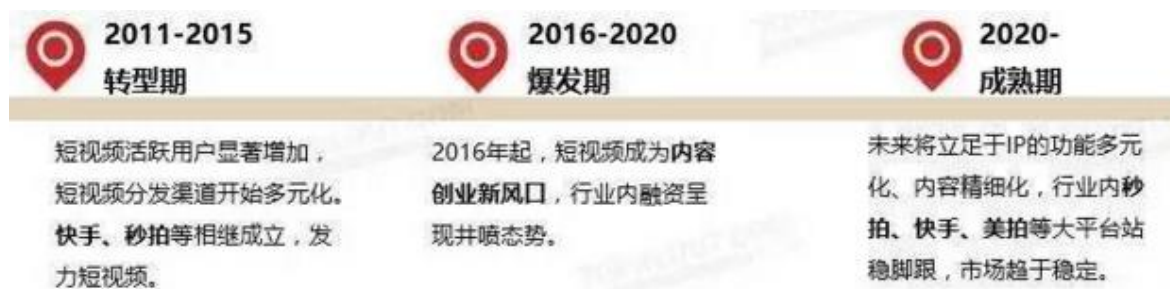 2011-2015
转型期
短视频活跃用户显著增加，
短视频分发渠道开始多元化。
快手、秒拍等相继成立，发
力短视频。
2016-2020
爆发期
2016年起，短视频成为内容
创业新风口，行业内融资呈
现井喷态势。
2020-
成熟期
未来将立足于IP的功能多元
化、内容精细化，行业内秒
拍、快手、美拍等大平台站
稳脚跟，市场趋于稳定。